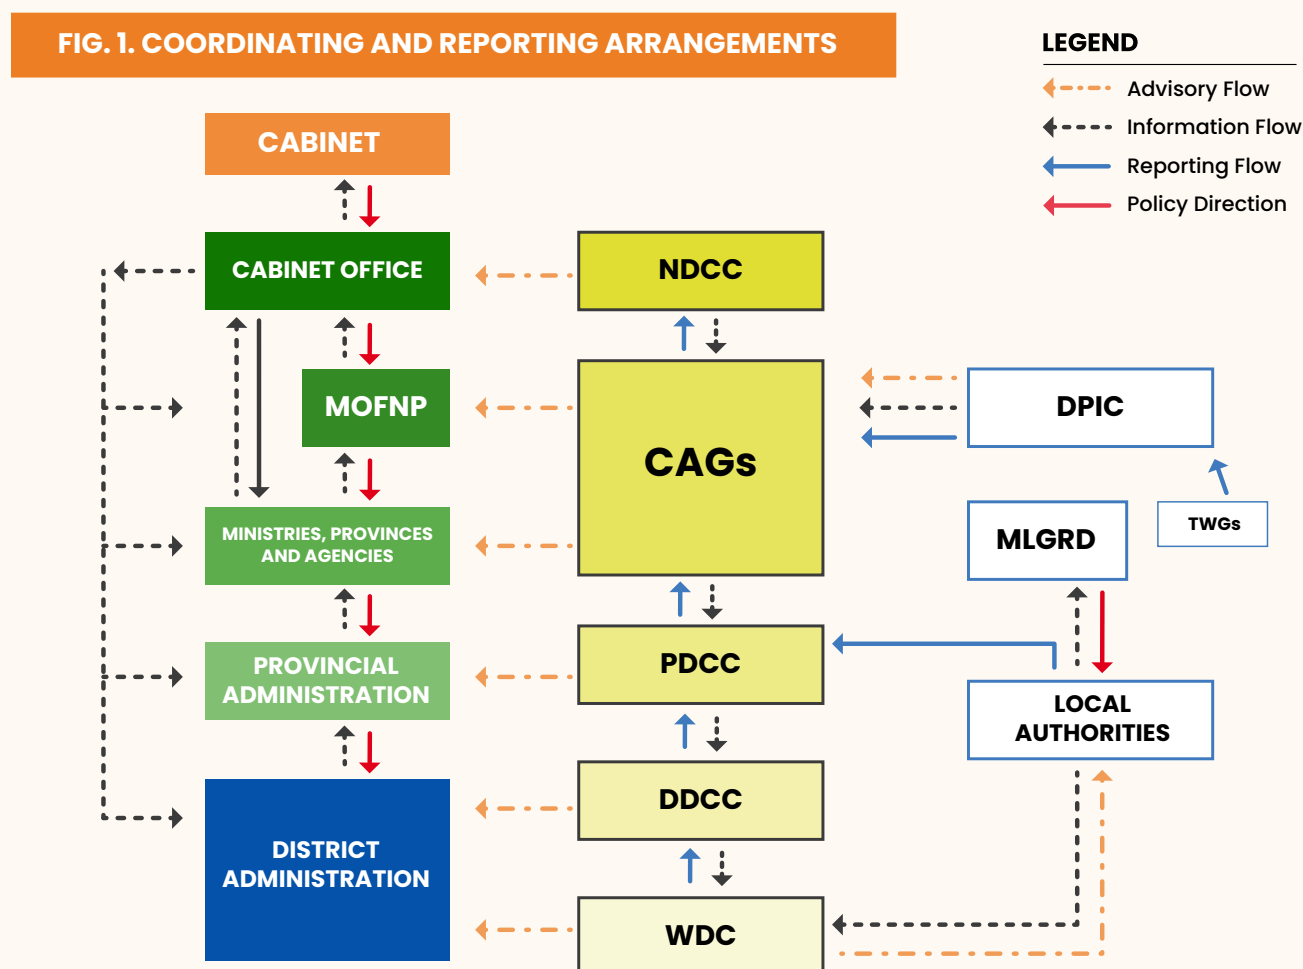 FIG. 1. COORDINATING AND REPORTING ARRANGEMENTS
LEGEND
Advisory Flow
Information Flow
Reporting Flow
Policy Direction
CABINET
CABINET OFFICE
NDCC
MOFNP
CAGs
DPIC
TWGs
MINISTRIES, PROVINCES
AND AGENCIES
MLGRD
PROVINCIAL
ADMINISTRATION
PDCC
LOCAL
AUTHORITIES
DDCC
DISTRICT
ADMINISTRATION
WDC